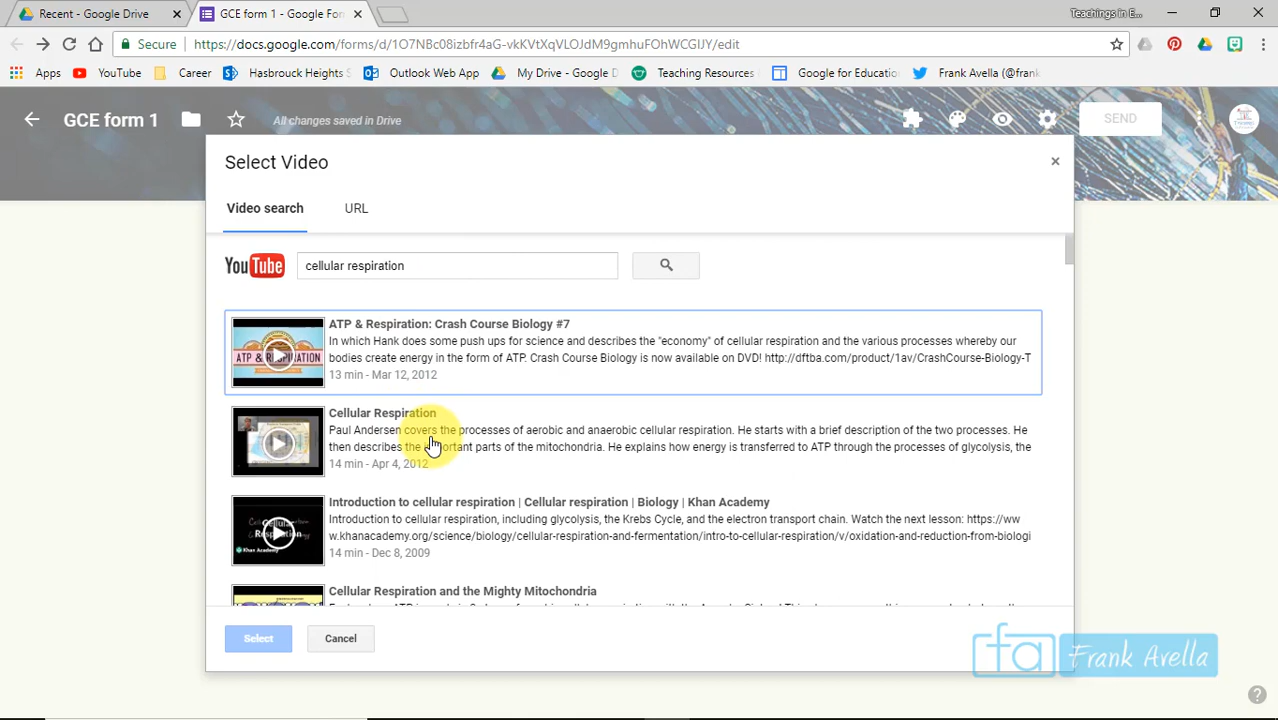 Recent - Google Drive
GCE form 1 - Google Fo
Teachings in E...
Secure
https://docs.google.com/forms/d/1O7NBc08izbfr4aG-vkKVtXqVLOJdM9gmhuFOhWCGIJY/edit
Apps
YouTube
Career
Hasbrouck Heights S
Outlook Web App
My Drive - Google D
Teaching Resources
Google for Educatio
Frank Avella (@frank
GCE form 1
All changes saved in Drive
SEND
Select Video
Video search
URL
YouTube
cellular respiration
ATP & RESPIRATION
ATP & Respiration: Crash Course Biology #7
In which Hank does some push ups for science and describes the "economy" of cellular respiration and the various processes whereby our
bodies create energy in the form of ATP. Crash Course Biology is now available on DVD! http://dftba.com/product/1av/CrashCourse-Biology-T
13 min - Mar 12, 2012
Cellular Respiration
Paul Andersen covers the processes of aerobic and anaerobic cellular respiration. He starts with a brief description of the two processes. He
then describes the important parts of the mitochondria. He explains how energy is transferred to ATP through the processes of glycolysis, the
14 min - Apr 4, 2012
Cellular
Respiration
Khan Academy
Introduction to cellular respiration | Cellular respiration | Biology | Khan Academy
Introduction to cellular respiration, including glycolysis, the Krebs Cycle, and the electron transport chain. Watch the next lesson: https://ww
w.khanacademy.org/science/biology/cellular-respiration-and-fermentation/intro-to-cellular-respiration/v/oxidation-and-reduction-from-biologi
14 min - Dec 8, 2009
Cellular Respiration and the Mighty Mitochondria
Select
Cancel
fa Frank Avella